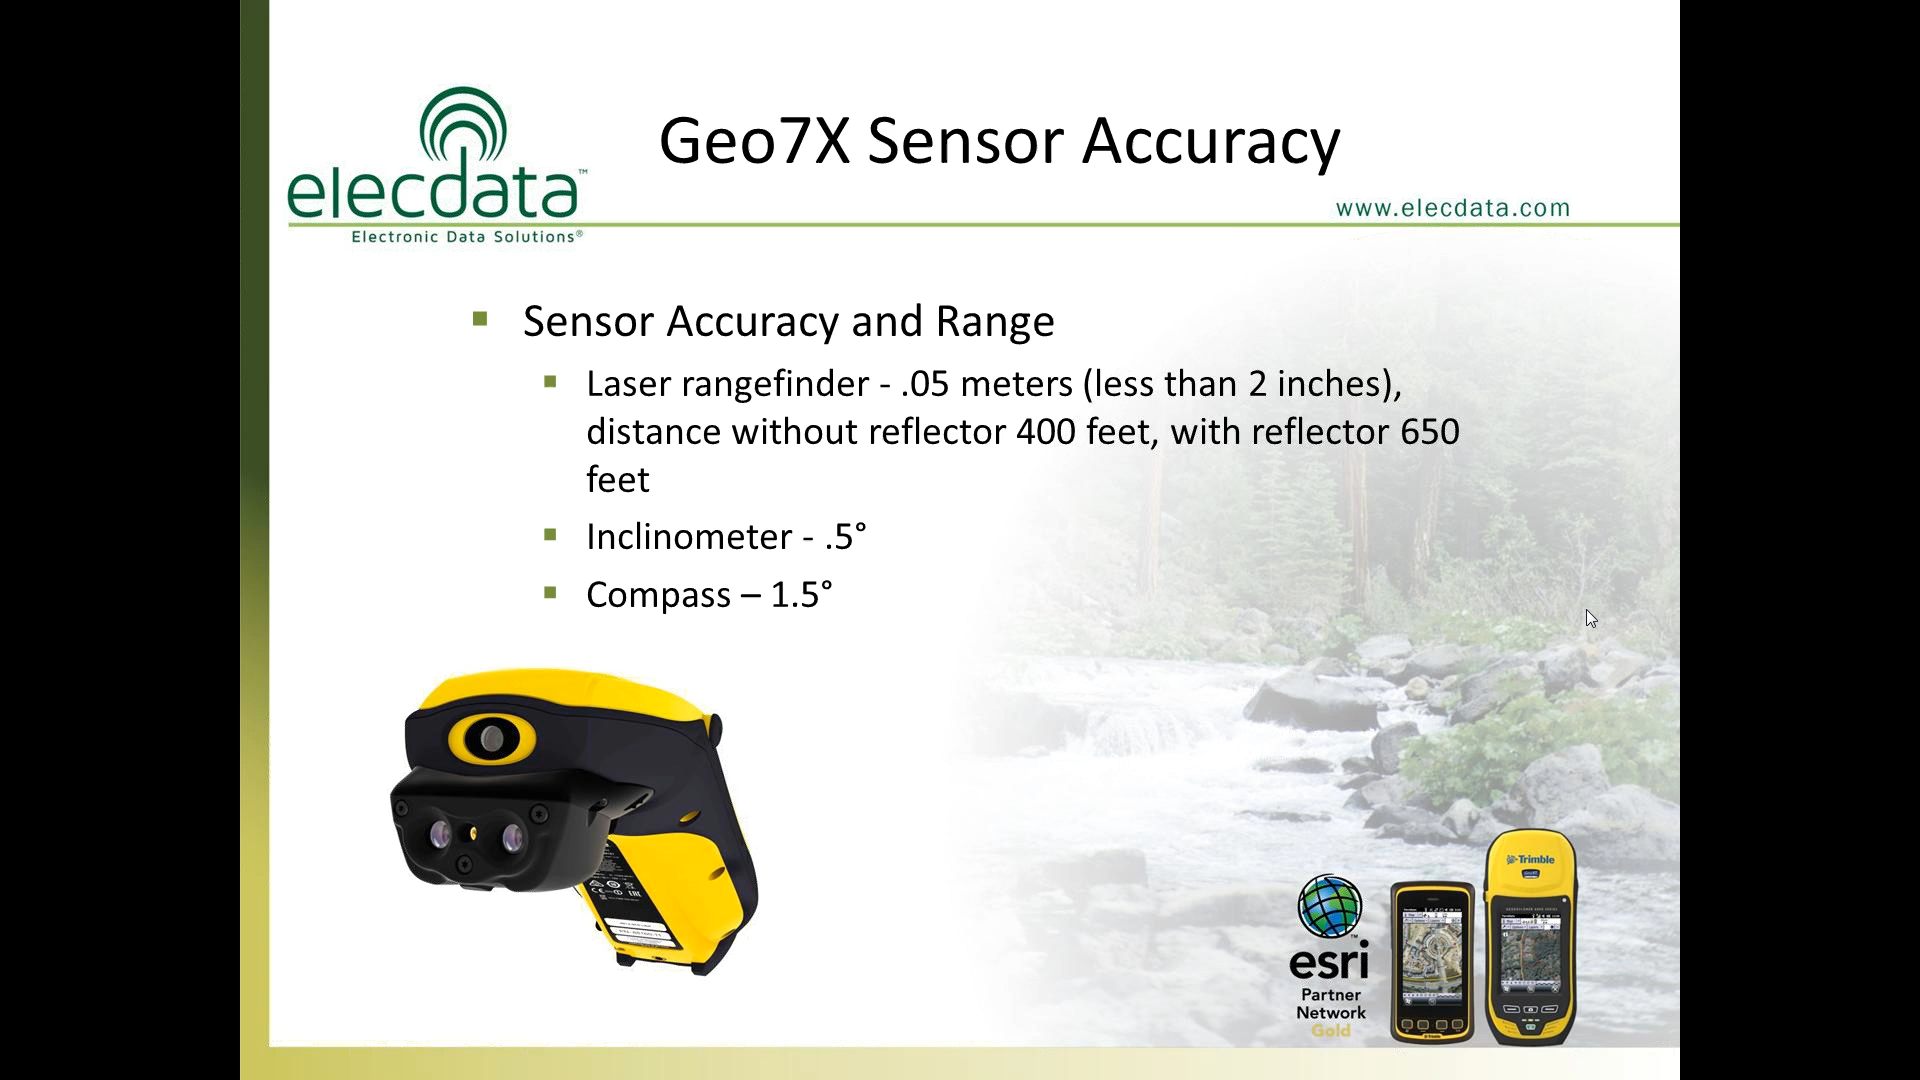 Geo7X Sensor Accuracy
elecdata™
www.elecdata.com
Electronic Data Solutions®
Sensor Accuracy and Range
Laser rangefinder - .05 meters (less than 2 inches),
distance without reflector 400 feet, with reflector 650
feet
Inclinometer - .5°
Compass – 1.5°
Trimble
esri™
Partner
Network
Gold